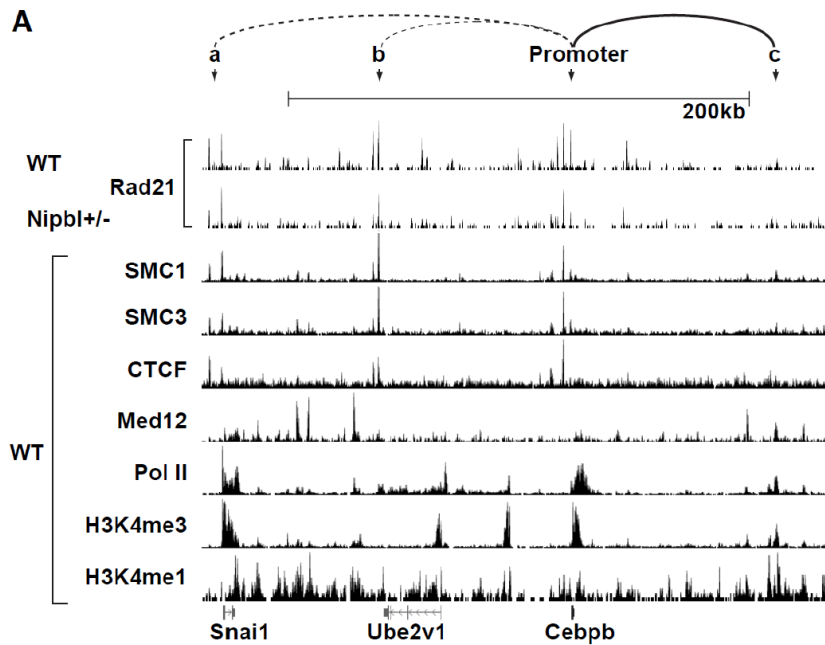 A
a b Promoter c
200kb
WT
Rad21
Nipbl+/-
SMC1
SMC3
CTCF
Med12
WT
Pol II
H3K4me3
H3K4me1
Snai1 Ube2v1 Cebpb